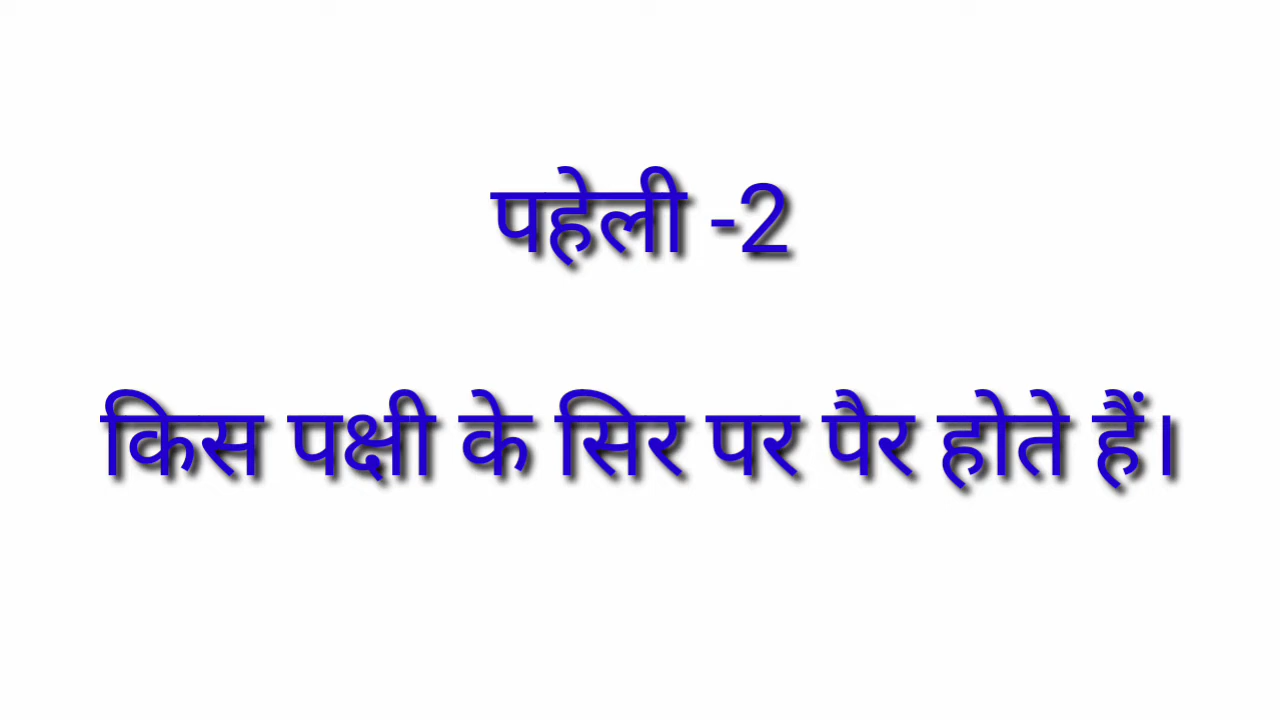 पहेली -2
किस पक्षी के सिर पर पैर होते हैं।